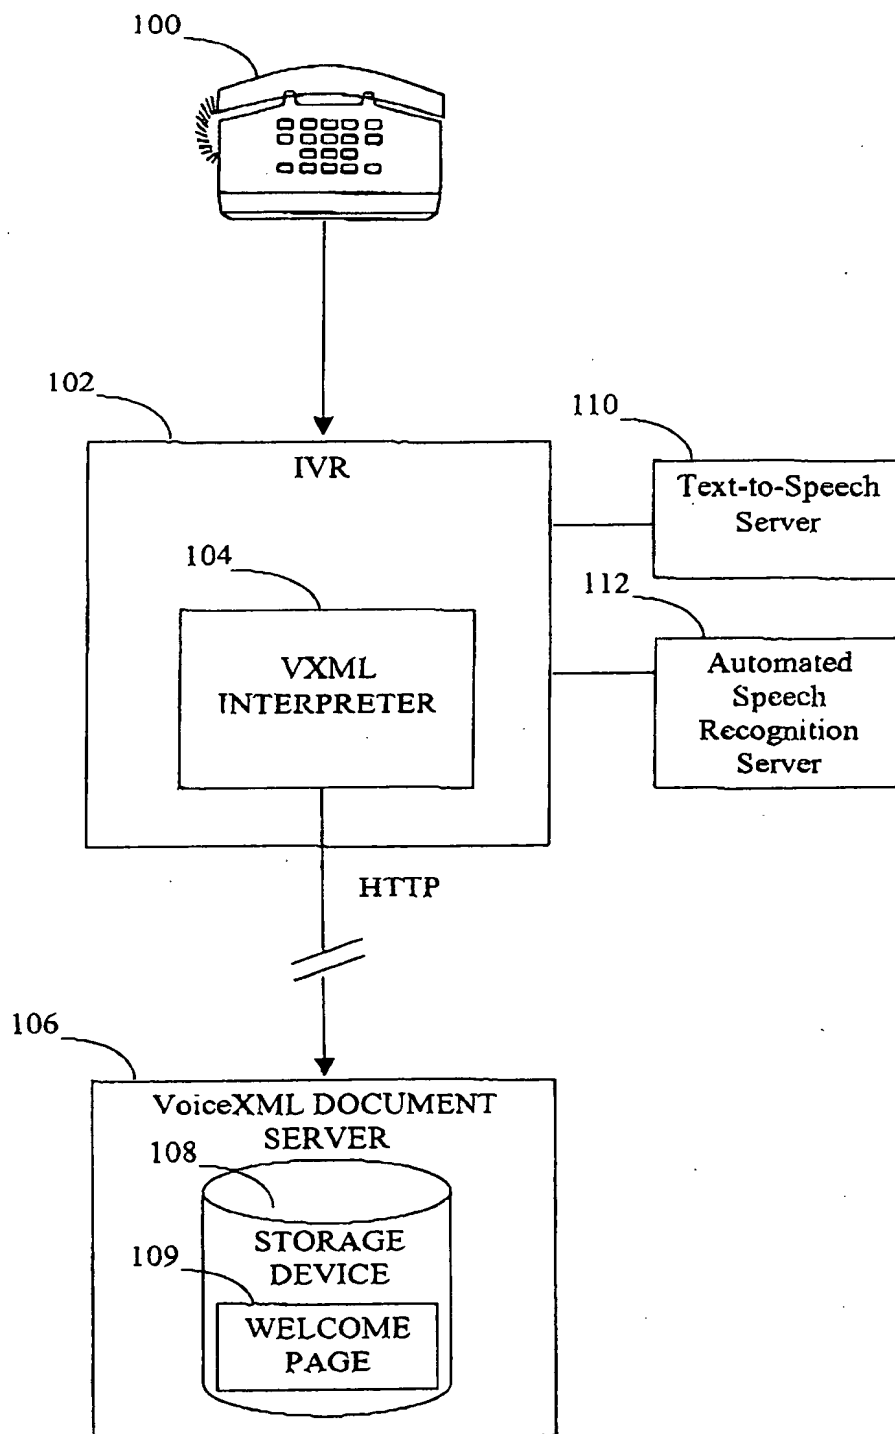 100
102
IVR
110
Text-to-Speech
Server
104
VXML
INTERPRETER
112
Automated
Speech
Recognition
Server
HTTP
106
VoiceXML DOCUMENT
SERVER
108
STORAGE
DEVICE
109
WELCOME
PAGE